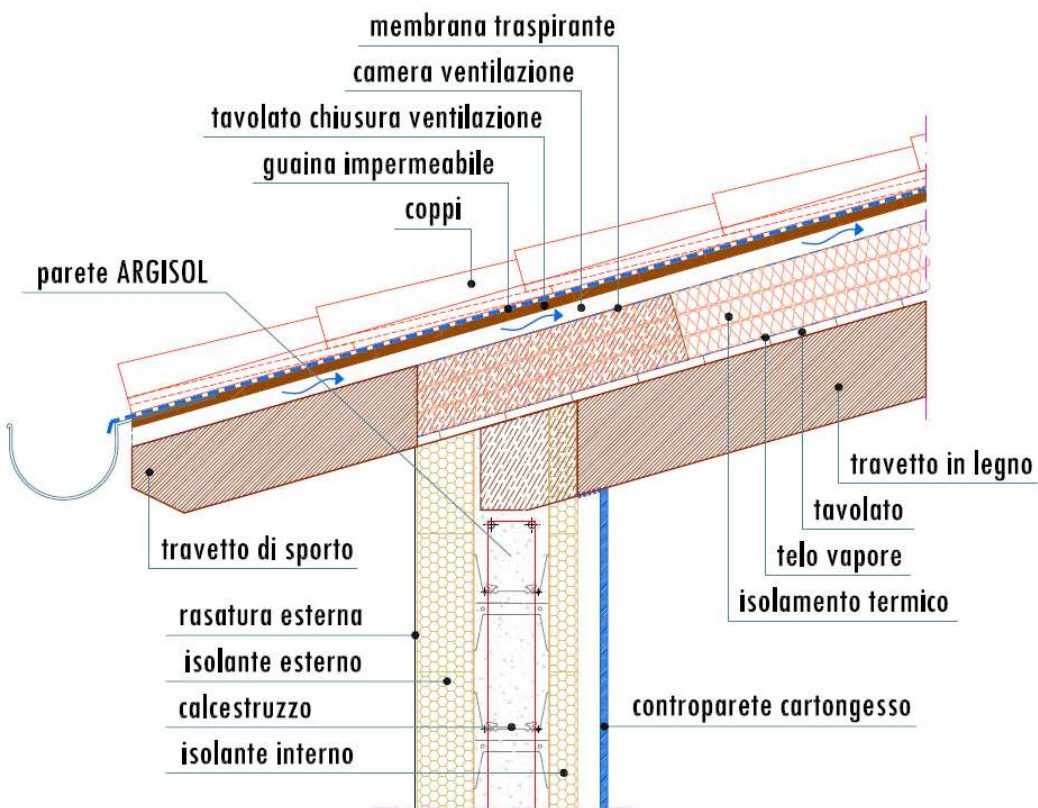 membrana traspirante
camera ventilazione
tavolato chiusura ventilazione
guaina impermeabile
coppi
parete ARGISOL
travetto in legno
tavolato
travetto di sporto
telo vapore
isolamento termico
rasatura esterna
isolante esterno
calcestruzzo
controparete cartongesso
isolante interno